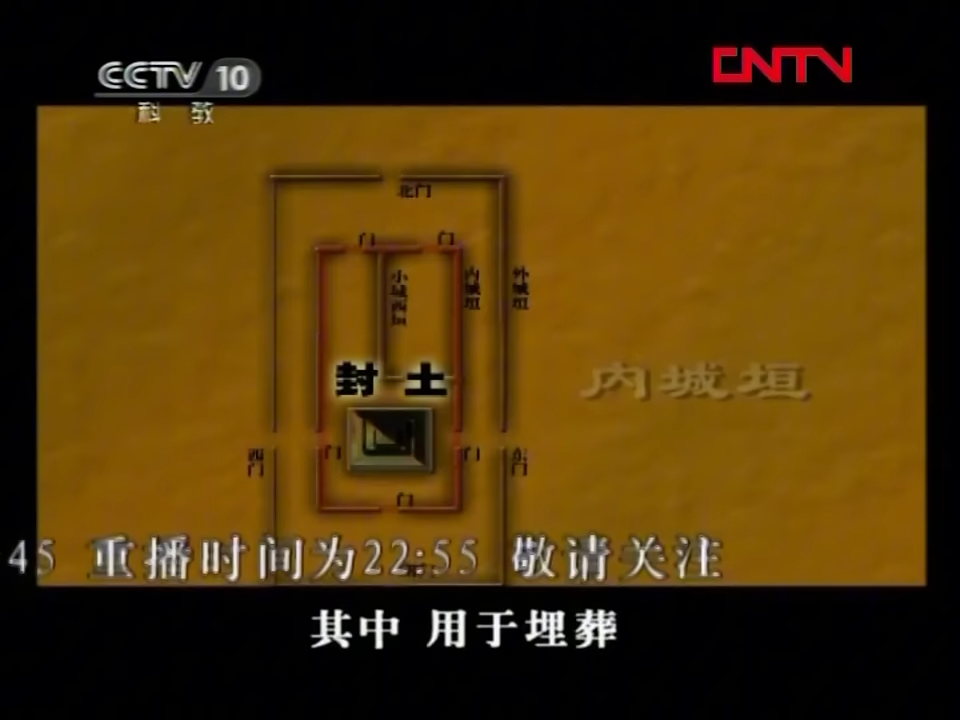 CCTV 10
CNTV
科 教
北门
门
门
小城西垣
内城垣
外城垣
封 土
内城垣
西门
门
门
东门
门
45 重播时间为22:55 敬请关注
其中 用于埋葬